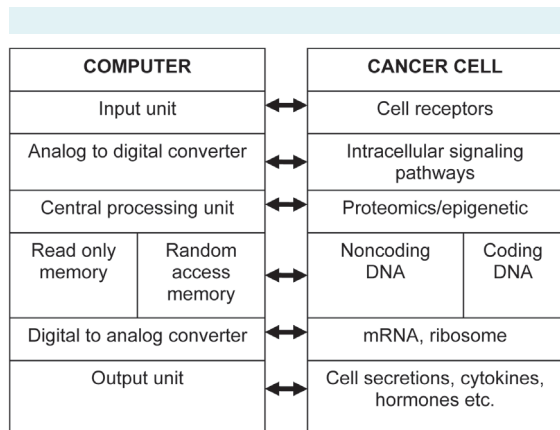 COMPUTER
CANCER CELL
Input unit
Cell receptors
Analog to digital converter
Intracellular signaling
pathways
Central processing unit
Proteomics/epigenetic
Read only
memory
Random
access
memory
Noncoding
DNA
Coding
DNA
Digital to analog converter
mRNA, ribosome
Output unit
Cell secretions, cytokines,
hormones etc.